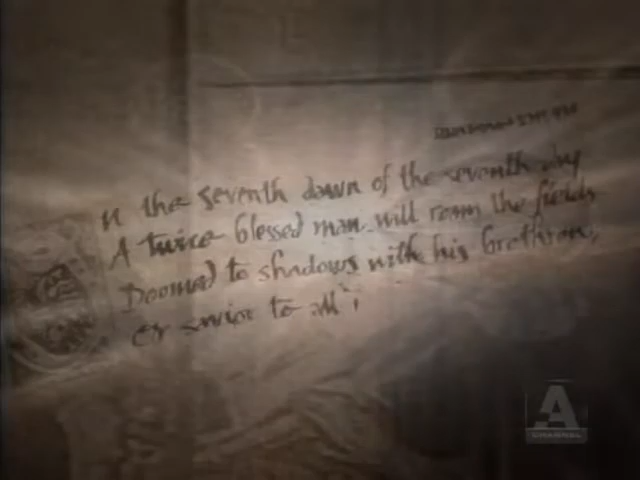 n the seventh dawn of the seventh day
A twice blessed man will roam the fields
Doomed to shadows with his brethren,
Or savior to all
A
CHANNEL